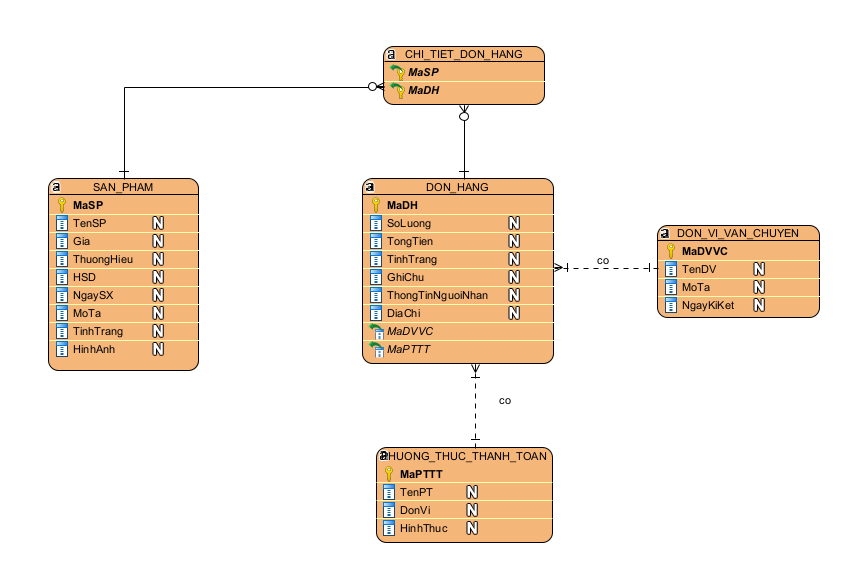 CHI_TIET_DON_HANG
MaSP
MaDH
SAN_PHAM
MaSP
TenSP N
Gia N
ThuongHieu N
HSD N
NgaySX N
MoTa N
TinhTrang N
HinhAnh N
DON_HANG
MaDH
SoLuong N
TongTien N
TinhTrang N
GhiChu N
ThongTinNguoiNhan N
DiaChi N
MaDVVC
MaPTTT
co
DON_VI_VAN_CHUYEN
MaDVVC
TenDV N
MoTa N
NgayKiKet N
co
PHUONG_THUC_THANH_TOAN
MaPTTT
TenPT N
DonVi N
HinhThuc N